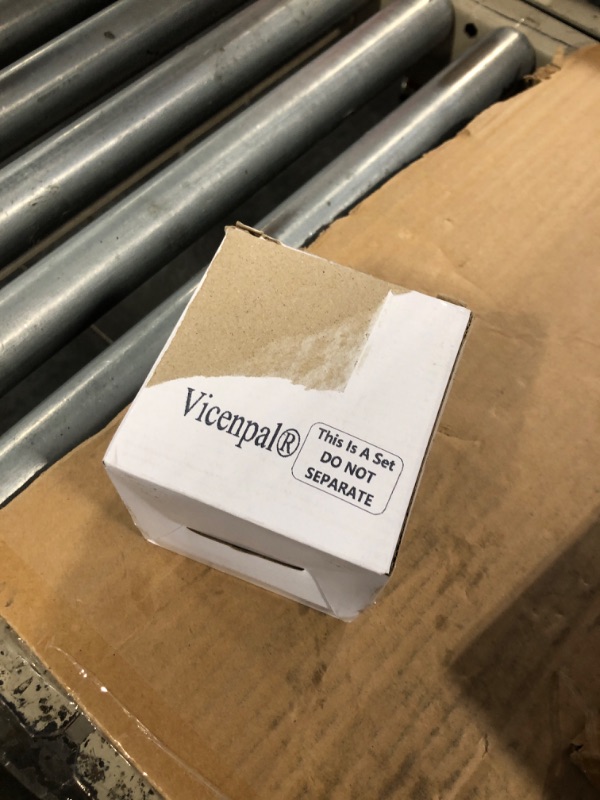 Vicenpal®
This Is A Set
DO NOT
SEPARATE